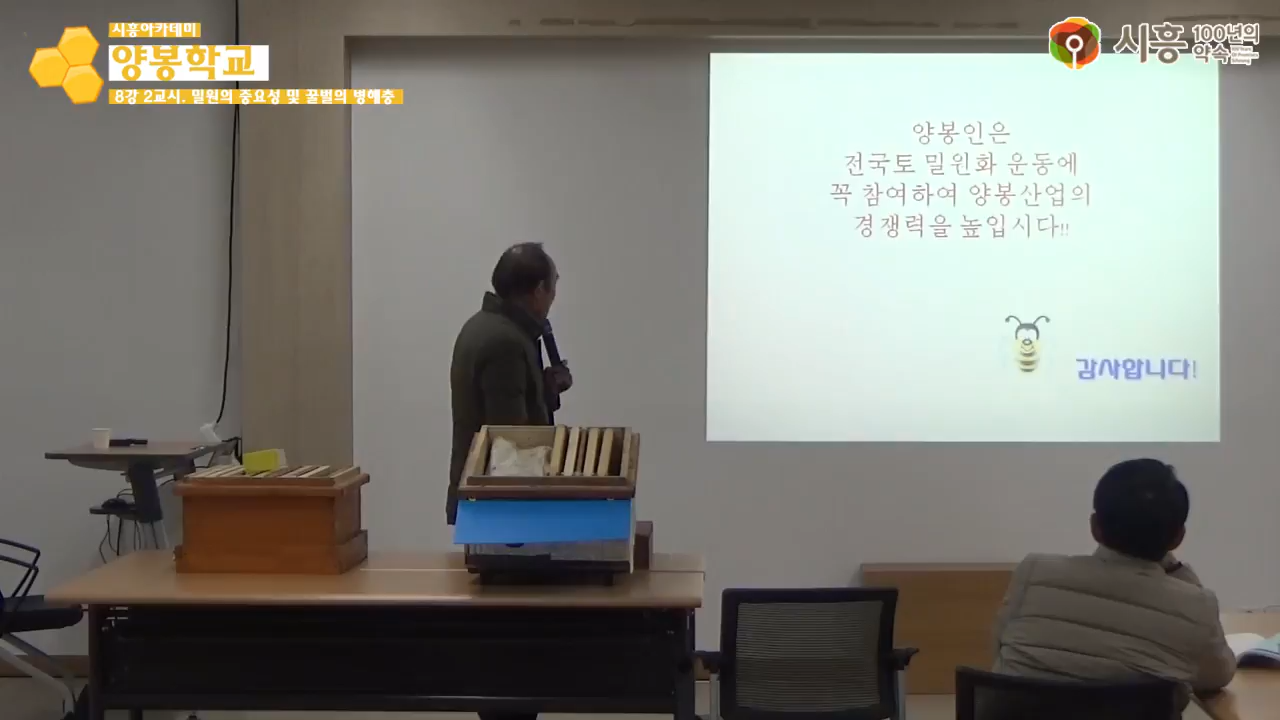 시흥아카데미
양봉학교
8강 2교시. 밀원의 중요성 및 꿀벌의 병해충
시흥 100년의
약속
양봉인은
전국토 밀원화 운동에
꼭 참여하여 양봉산업의
경쟁력을 높입시다!!
감사합니다!